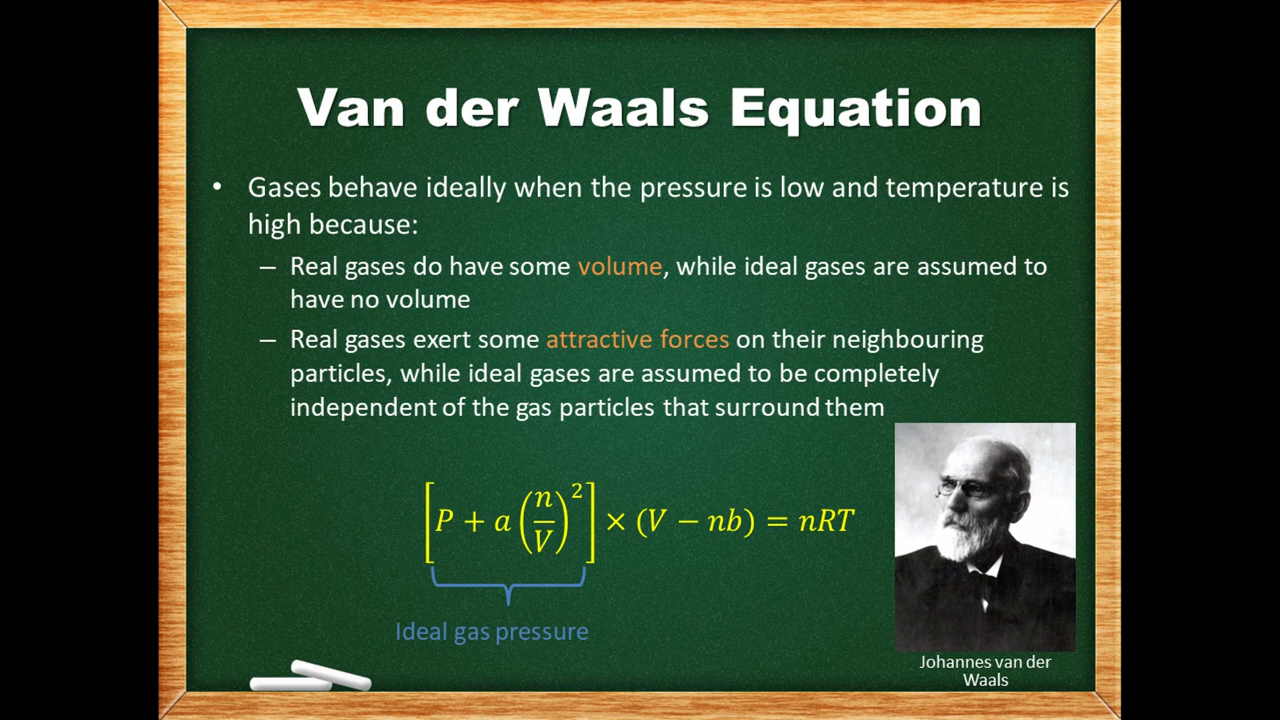 Van der Waals Equation
• Gases behave ideally when the pressure is low and temperature is
high because:
– Real gases do have some volume, while ideal gases are assumed to
have no volume
– Real gases exert some attractive forces on their neighbouring
particles, while ideal gases are assumed to be completely
independent of the gas particles that surround them
[P + a(n/V)²] × (V − nb) = nRT
Ideal gas pressure
Johannes van der
Waals